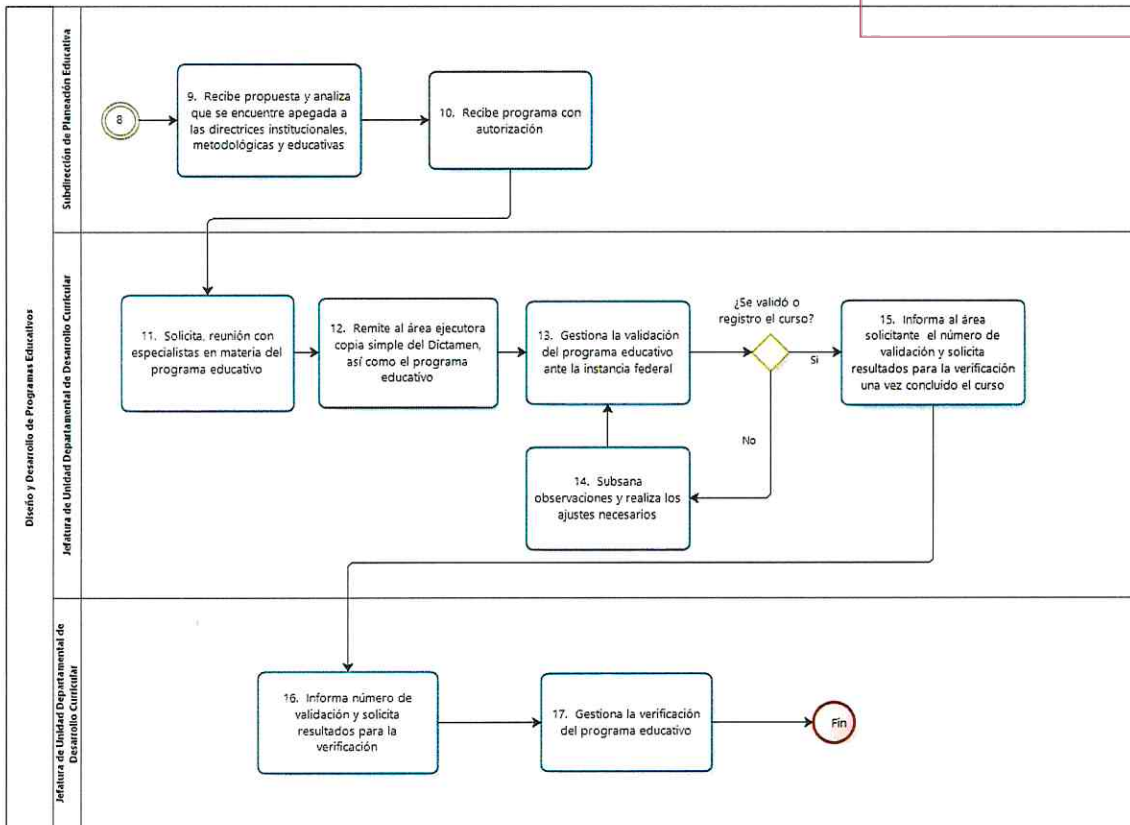 Diseño y Desarrollo de Programas Educativos
Subdirección de Planeación Educativa
8
9. Recibe propuesta y analiza
que se encuentre apegada a
las directrices institucionales,
metodológicas y educativas
10. Recibe programa con
autorización
Jefatura de Unidad Departamental de Desarrollo Curricular
11. Solicita, reunión con
especialistas en materia del
programa educativo
12. Remite al área ejecutora
copia simple del Dictamen,
así como el programa
educativo
13. Gestiona la validación
del programa educativo
ante la instancia federal
¿Se validó o
registro el curso?
Si
No
15. Informa al área
solicitante el número de
validación y solicita
resultados para la verificación
una vez concluido el curso
14. Subsana
observaciones y realiza los
ajustes necesarios
Jefatura de Unidad Departamental de
Desarrollo Curricular
16. Informa número de
validación y solicita
resultados para la
verificación
17. Gestiona la verificación
del programa educativo
Fin